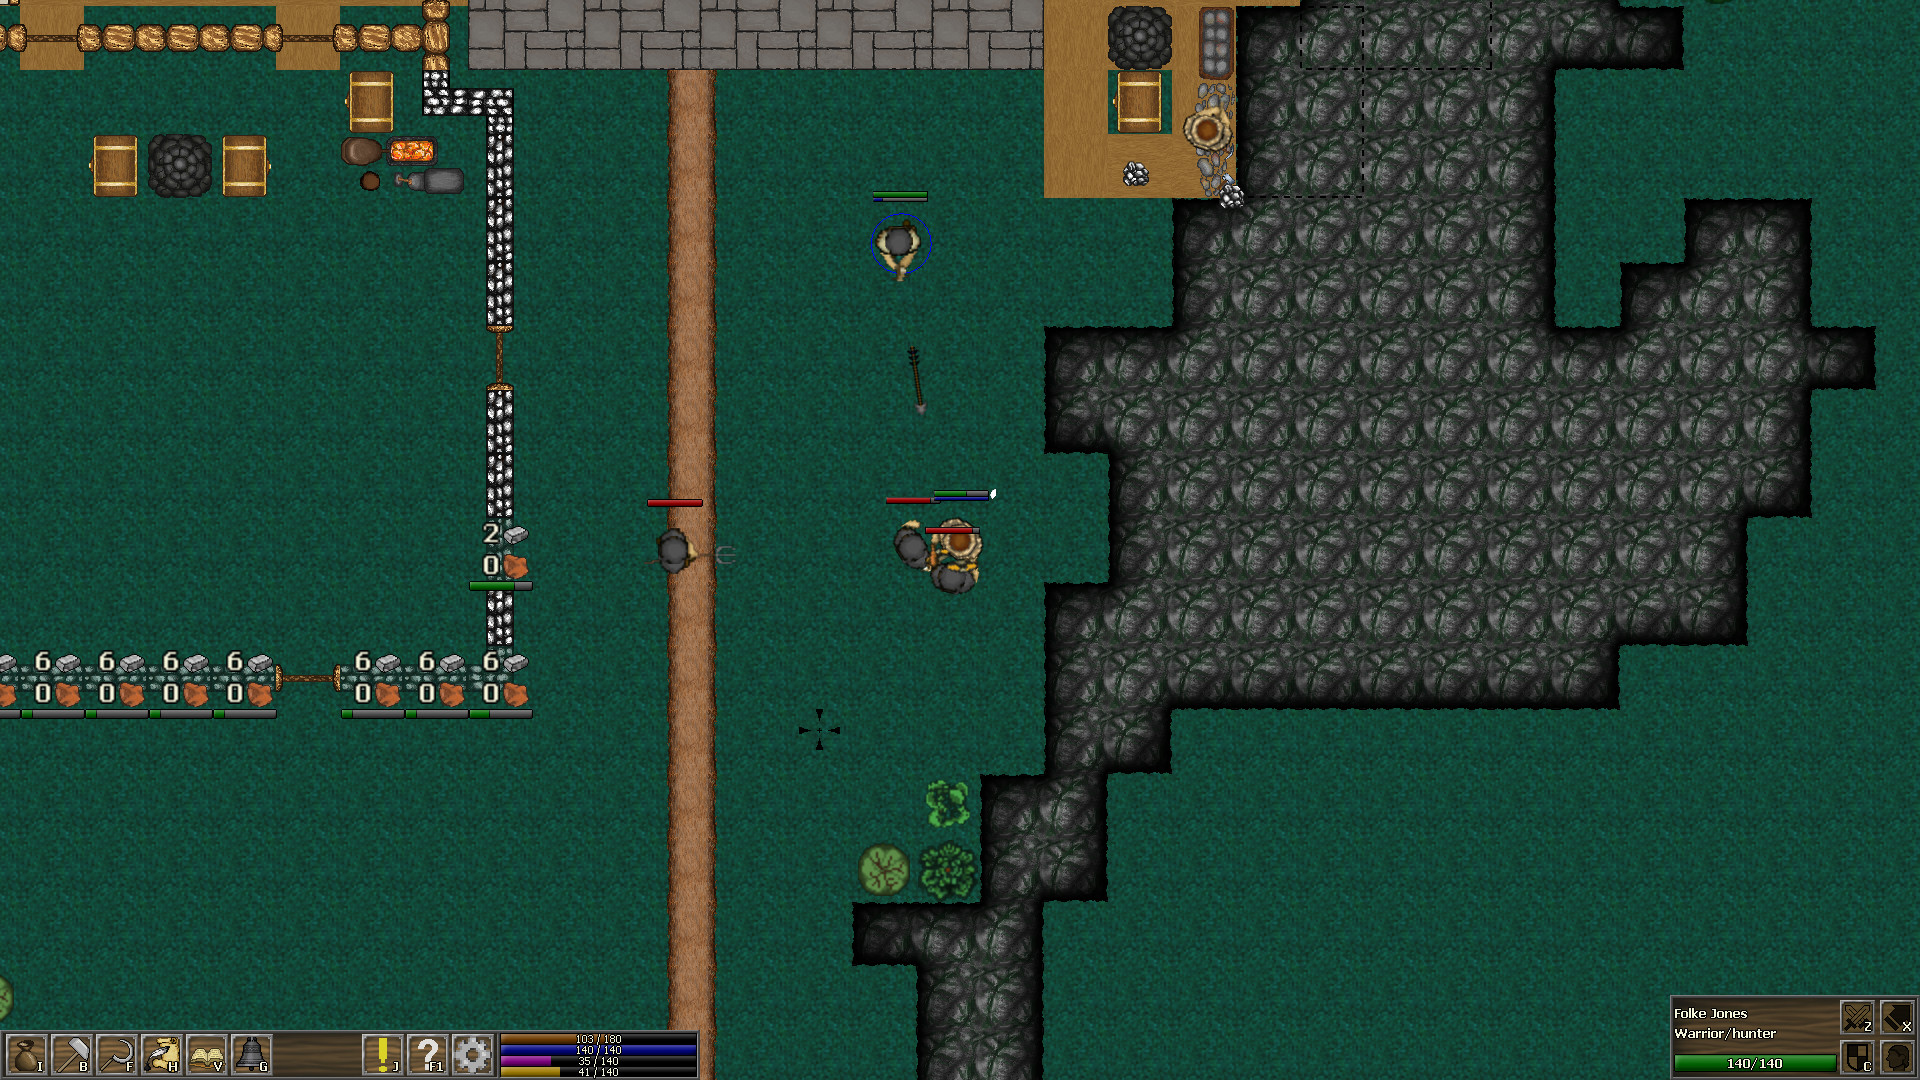 2
0
6 6 6 6 6 6 6
0 0 0 0 0 0 0
I B F H V G J F1
103 / 180
140 / 140
35 / 140
41 / 140
Folke Jones
Warrior/hunter
140/140
Z X
C